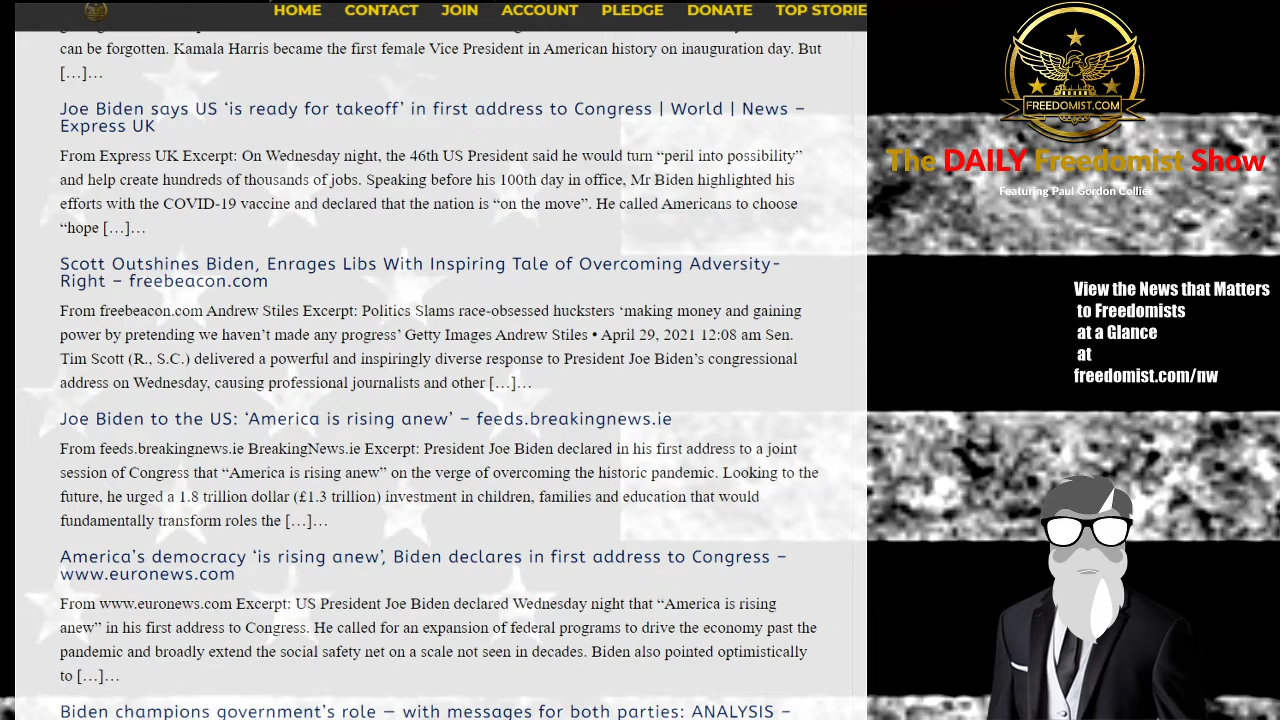 HOME CONTACT JOIN ACCOUNT PLEDGE DONATE TOP STORIE
can be forgotten. Kamala Harris became the first female Vice President in American history on inauguration day. But
[…]…
Joe Biden says US ‘is ready for takeoff’ in first address to Congress | World | News –
Express UK
From Express UK Excerpt: On Wednesday night, the 46th US President said he would turn “peril into possibility”
and help create hundreds of thousands of jobs. Speaking before his 100th day in office, Mr Biden highlighted his
efforts with the COVID-19 vaccine and declared that the nation is “on the move”. He called Americans to choose
“hope […]…
Scott Outshines Biden, Enrages Libs With Inspiring Tale of Overcoming Adversity-
Right – freebeacon.com
From freebeacon.com Andrew Stiles Excerpt: Politics Slams race-obsessed hucksters ‘making money and gaining
power by pretending we haven’t made any progress’ Getty Images Andrew Stiles • April 29, 2021 12:08 am Sen.
Tim Scott (R., S.C.) delivered a powerful and inspiringly diverse response to President Joe Biden’s congressional
address on Wednesday, causing professional journalists and other […]…
Joe Biden to the US: ‘America is rising anew’ – feeds.breakingnews.ie
From feeds.breakingnews.ie BreakingNews.ie Excerpt: President Joe Biden declared in his first address to a joint
session of Congress that “America is rising anew” on the verge of overcoming the historic pandemic. Looking to the
future, he urged a 1.8 trillion dollar (£1.3 trillion) investment in children, families and education that would
fundamentally transform roles the […]…
America’s democracy ‘is rising anew’, Biden declares in first address to Congress –
www.euronews.com
From www.euronews.com Excerpt: US President Joe Biden declared Wednesday night that “America is rising
anew” in his first address to Congress. He called for an expansion of federal programs to drive the economy past the
pandemic and broadly extend the social safety net on a scale not seen in decades. Biden also pointed optimistically
to […]…
Biden champions government’s role — with messages for both parties: ANALYSIS –
FREEDOMIST.COM
The DAILY Freedomist Show
Featuring Paul Gordon Collier
View the News that Matters
to Freedomists
at a Glance
at
freedomist.com/nw